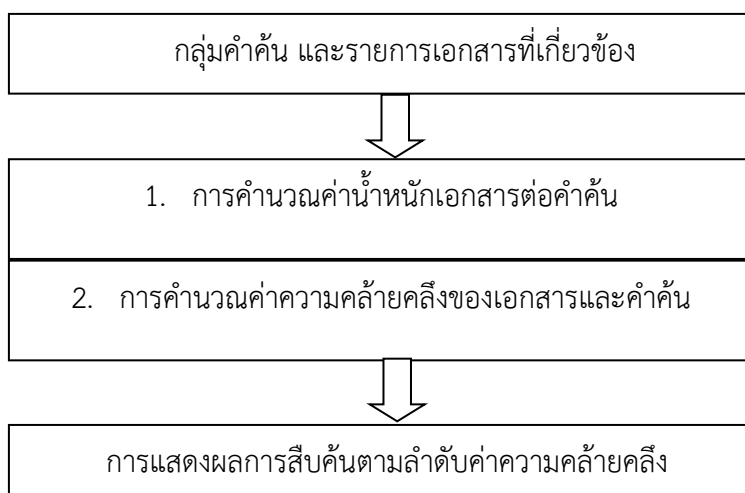 กลุ่มคำค้น และรายการเอกสารที่เกี่ยวข้อง
1. การคำนวณค่าน้ำหนักเอกสารต่อคำค้น
2. การคำนวณค่าความคล้ายคลึงของเอกสารและคำค้น
การแสดงผลการสืบค้นตามลำดับค่าความคล้ายคลึง